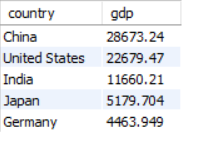 country gdp
China 28673.24
United States 22679.47
India 11660.21
Japan 5179.704
Germany 4463.949